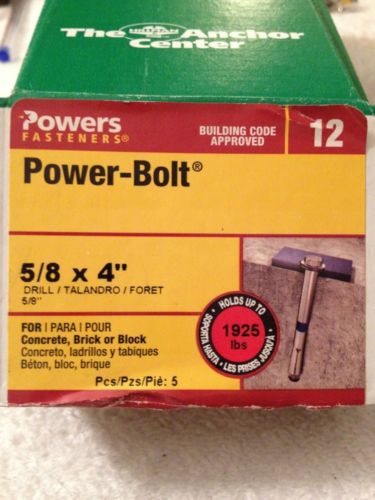 The Anchor
HILLMAN
Center
Powers
FASTENERS®
BUILDING CODE
APPROVED
12
Power-Bolt®
5/8 x 4"
DRILL / TALANDRO / FORET
5/8"
HOLDS UP TO
1925
lbs
SOPORTA HASTA • LES PRISES JUSQU'A
FOR | PARA | POUR
Concrete, Brick or Block
Concreto, ladrillos y tabiques
Béton, bloc, brique
Pcs/Pzs/Piè: 5